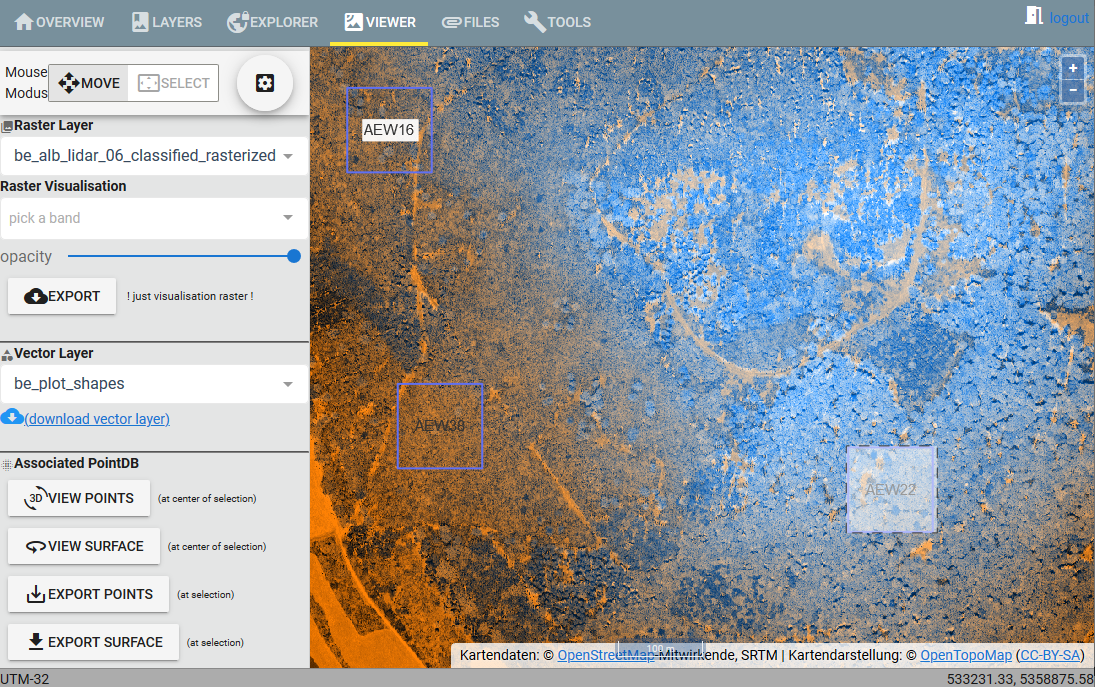 OVERVIEW LAYERS EXPLORER VIEWER FILES TOOLS logout
Mouse Modus MOVE SELECT
Raster Layer
be_alb_lidar_06_classified_rasterized
Raster Visualisation
pick a band
opacity
EXPORT ! just visualisation raster !
Vector Layer
be_plot_shapes
(download vector layer)
Associated PointDB
3D VIEW POINTS (at center of selection)
VIEW SURFACE (at center of selection)
EXPORT POINTS (at selection)
EXPORT SURFACE (at selection)
+
−
AEW16
AEW38
AEW22
100 m
Kartendaten: © OpenStreetMap-Mitwirkende, SRTM | Kartendarstellung: © OpenTopoMap (CC-BY-SA)
UTM-32 533231.33, 5358875.58